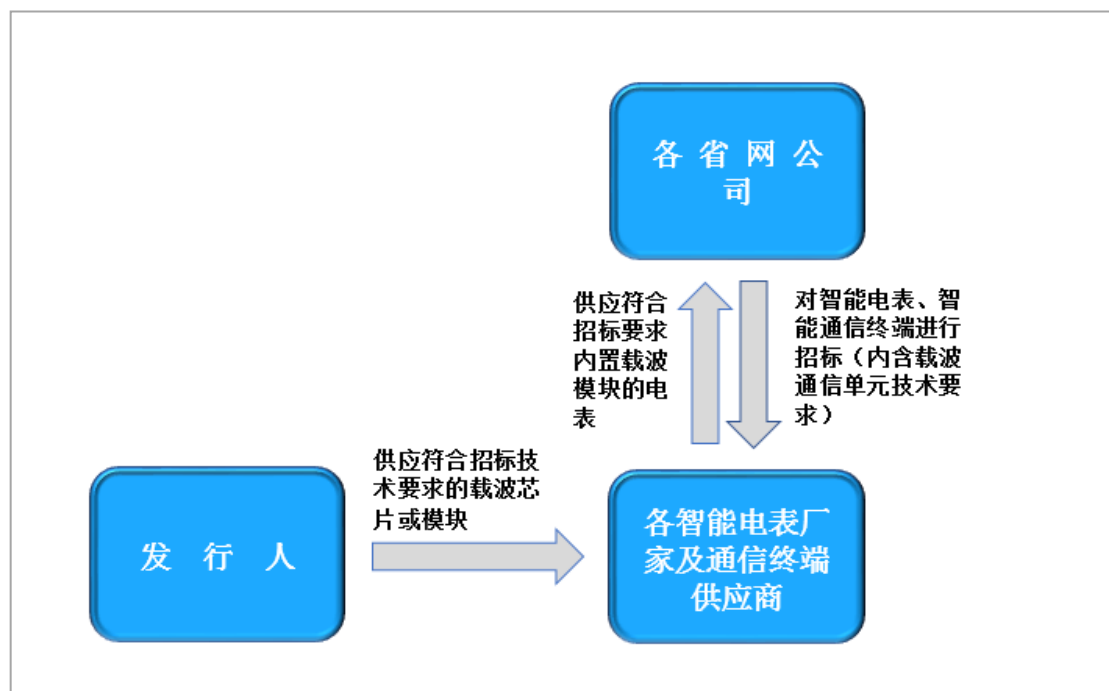 各 省 网 公
司
供应符合
招标要求
内置载波
模块的电
表
对智能电表、智
能通信终端进行
招标（内含载波
通信单元技术要
求）
供应符合招标技
术要求的载波芯
片或模块
发 行 人
各智能电表厂
家及通信终端
供应商